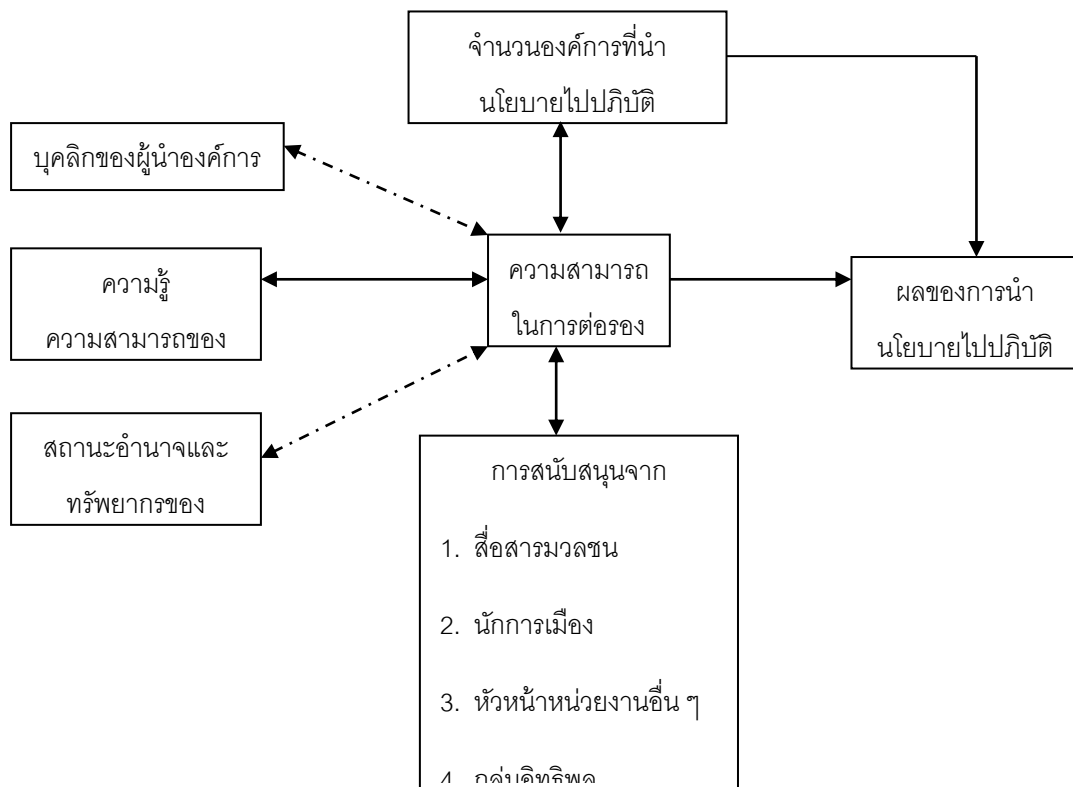 จำนวนองค์การที่นำ
นโยบายไปปฏิบัติ
บุคลิกของผู้นำองค์การ
ความรู้
ความสามารถของ
ความสามารถ
ในการต่อรอง
ผลของการนำ
นโยบายไปปฏิบัติ
สถานะอำนาจและ
ทรัพยากรของ
การสนับสนุนจาก
1. สื่อสารมวลชน
2. นักการเมือง
3. หัวหน้าหน่วยงานอื่น ๆ
4. กลุ่มอิทธิพล